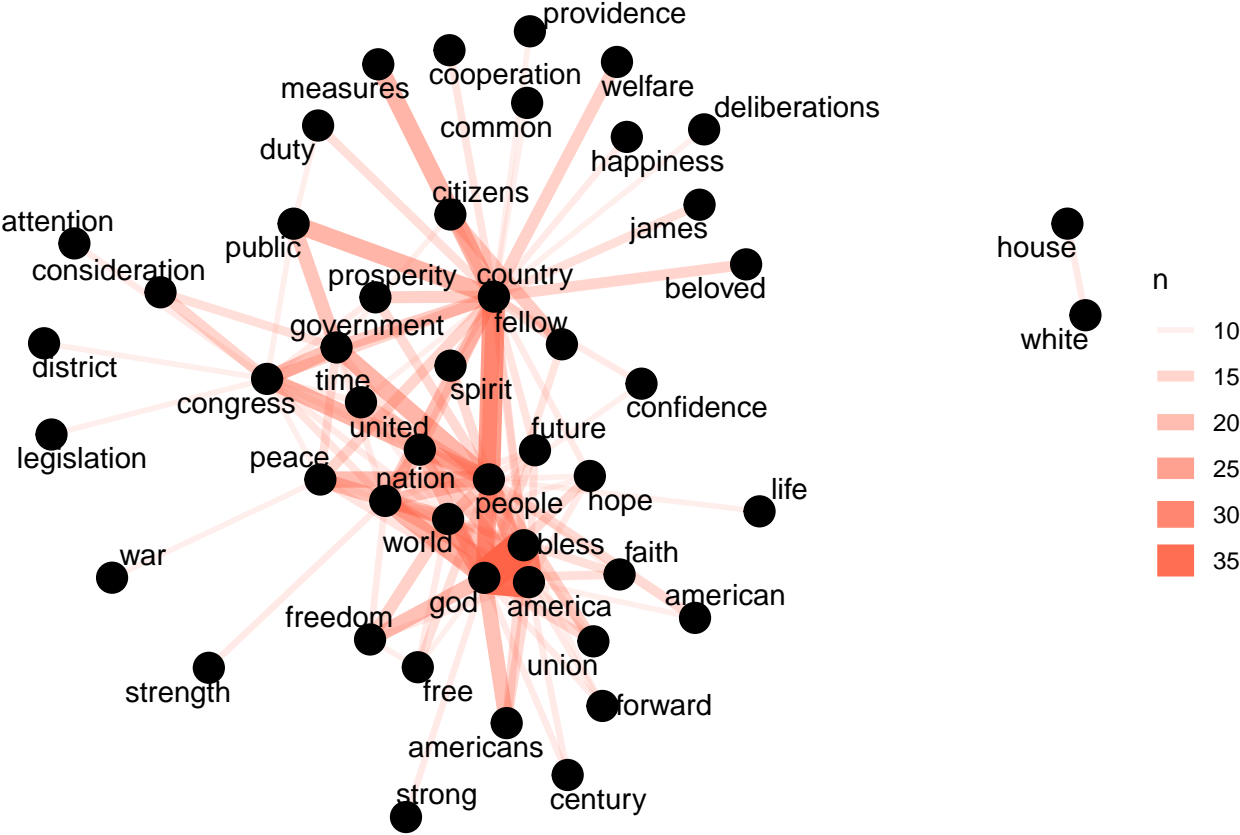 providence
cooperation
measures
welfare
deliberations
common
duty
happiness
citizens
attention
james
public
house
consideration
prosperity
country
beloved
n
government
fellow
10
white
district
time
15
congress
spirit
confidence
20
united
future
legislation
peace
nation
25
people
hope
life
30
world
bless
war
faith
35
god
america
american
freedom
union
strength
free
forward
americans
strong
century